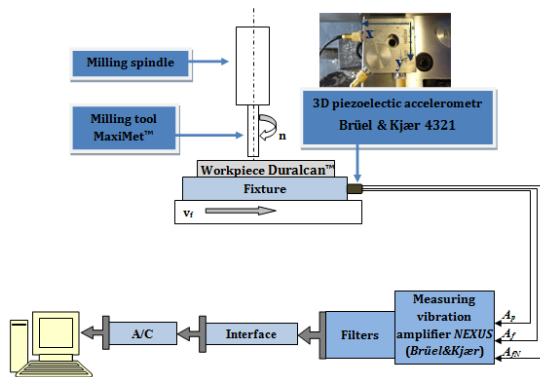 x
y
Milling spindle
3D piezoelectic accelerometr
Brüel & Kjær 4321
Milling tool
MaxiMet™
n
Workpiece Duralcan™
Fixture
vf
Measuring
vibration
amplifier NEXUS
(Brüel&Kjær)
Ap
Af
AfN
Filters
Interface
A/C